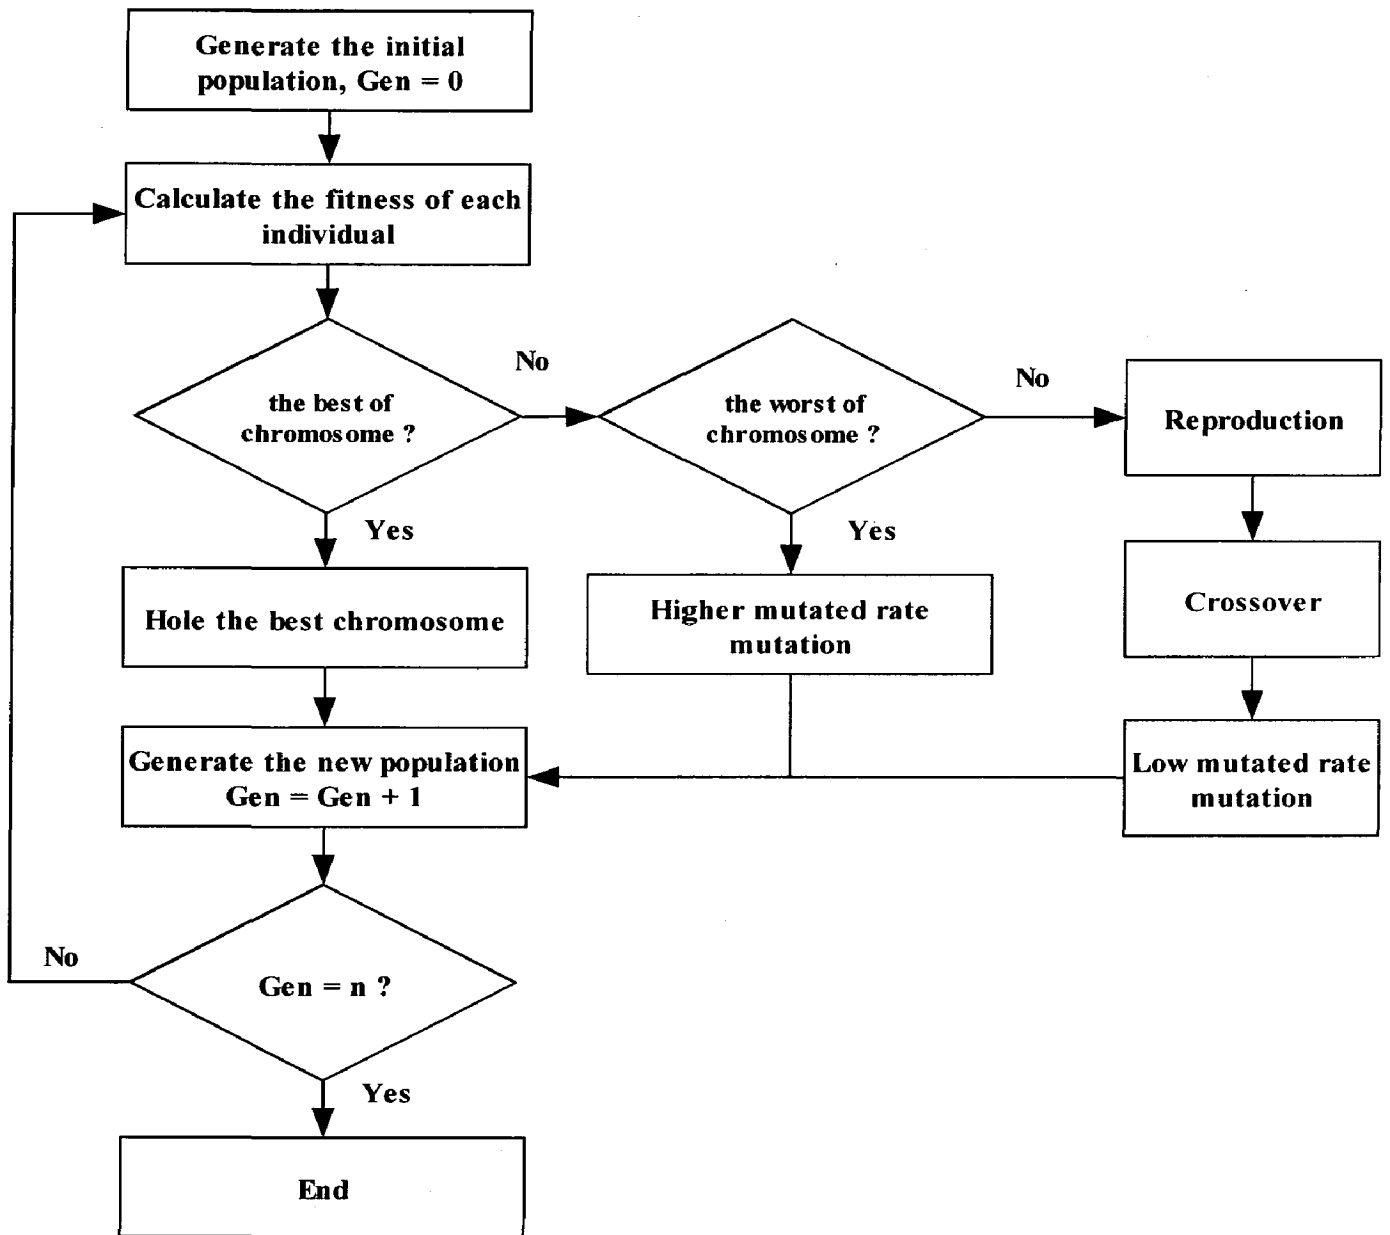 Generate the initial
population, Gen = 0
Calculate the fitness of each
individual
the best of
chromosome ?
No
the worst of
chromosome ?
No
Reproduction
Yes
Yes
Hole the best chromosome
Higher mutated rate
mutation
Crossover
Generate the new population
Gen = Gen + 1
Low mutated rate
mutation
No
Gen = n ?
Yes
End